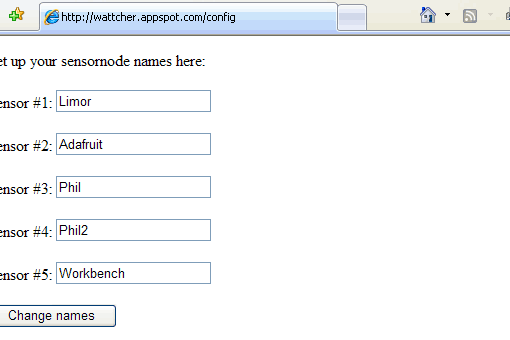 http://wattcher.appspot.com/config
et up your sensornode names here:
ensor #1: Limor
ensor #2: Adafruit
ensor #3: Phil
ensor #4: Phil2
ensor #5: Workbench
Change names